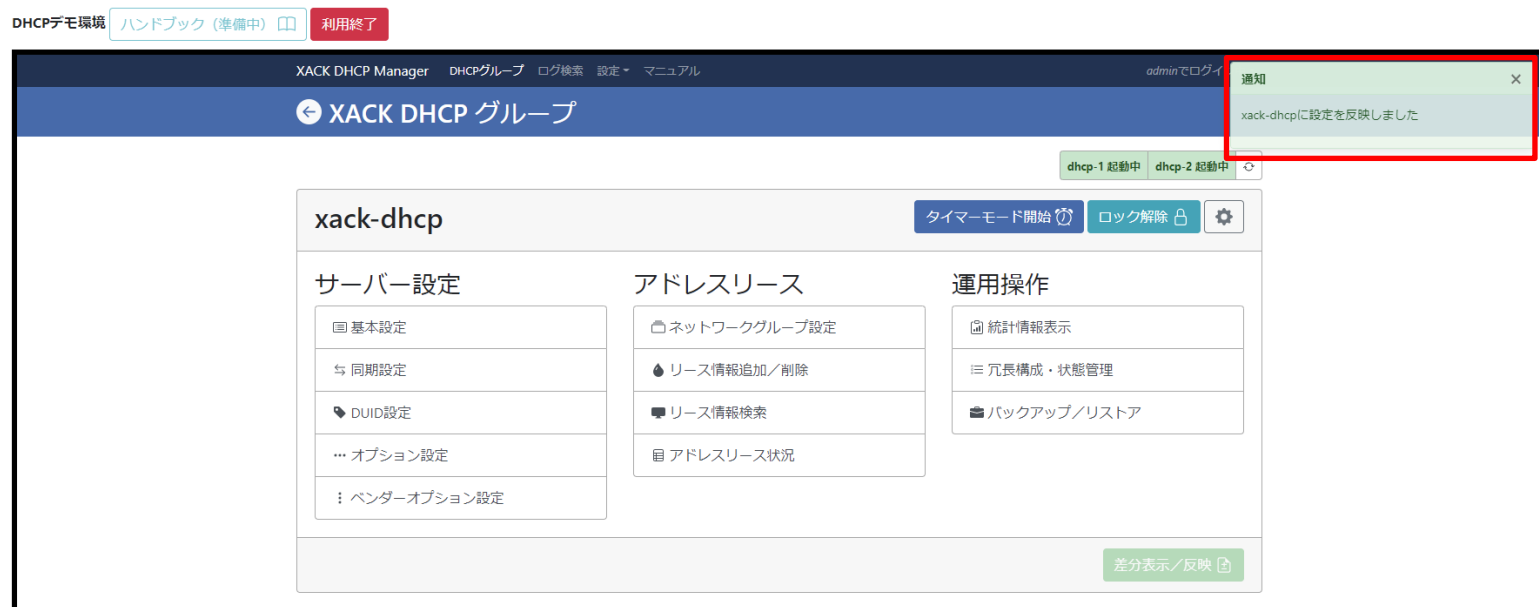 DHCPデモ環境 ハンドブック（準備中） 利用終了
XACK DHCP Manager DHCPグループ ログ検索 設定 マニュアル adminでログイ
通知
xack-dhcpに設定を反映しました
XACK DHCP グループ
dhcp-1 起動中 dhcp-2 起動中
xack-dhcp タイマーモード開始 ロック解除
サーバー設定
基本設定
同期設定
DUID設定
オプション設定
ベンダーオプション設定
アドレスリース
ネットワークグループ設定
リース情報追加／削除
リース情報検索
アドレスリース状況
運用操作
統計情報表示
冗長構成・状態管理
バックアップ／リストア
差分表示／反映